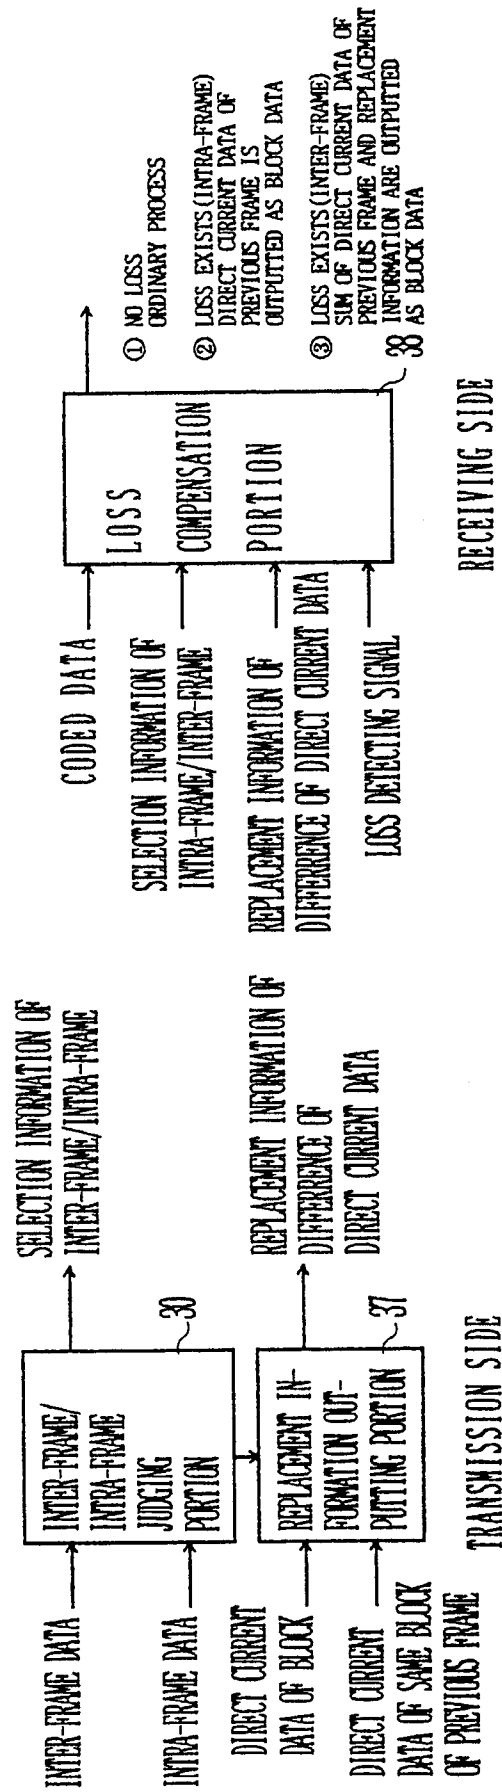 INTER-FRAME DATA
INTRA-FRAME DATA
INTER-FRAME/
INTRA-FRAME
JUDGING
PORTION
30
SELECTION INFORMATION OF
INTER-FRAME/INTRA-FRAME
DIRECT CURRENT
DATA OF BLOCK
DIRECT CURRENT
DATA OF SAME BLOCK
OF PREVIOUS FRAME
REPLACEMENT IN-
FORMATION OUT-
PUTTING PORTION
37
REPLACEMENT INFORMATION OF
DIFFERENCE OF
DIRECT CURRENT DATA
TRANSMISSION SIDE
CODED DATA
SELECTION INFORMATION OF
INTRA-FRAME/INTER-FRAME
REPLACEMENT INFORMATION OF
DIFFERENCE OF DIRECT CURRENT DATA
LOSS DETECTING SIGNAL
LOSS
COMPENSATION
PORTION
38
① NO LOSS
ORDINARY PROCESS
② LOSS EXISTS(INTRA-FRAME)
DIRECT CURRENT DATA OF
PREVIOUS FRAME IS
OUTPUTTED AS BLOCK DATA
③ LOSS EXISTS(INTER-FRAME)
SUM OF DIRECT CURRENT DATA OF
PREVIOUS FRAME AND REPLACEMENT
INFORMATION ARE OUTPUTTED
AS BLOCK DATA
RECEIVING SIDE